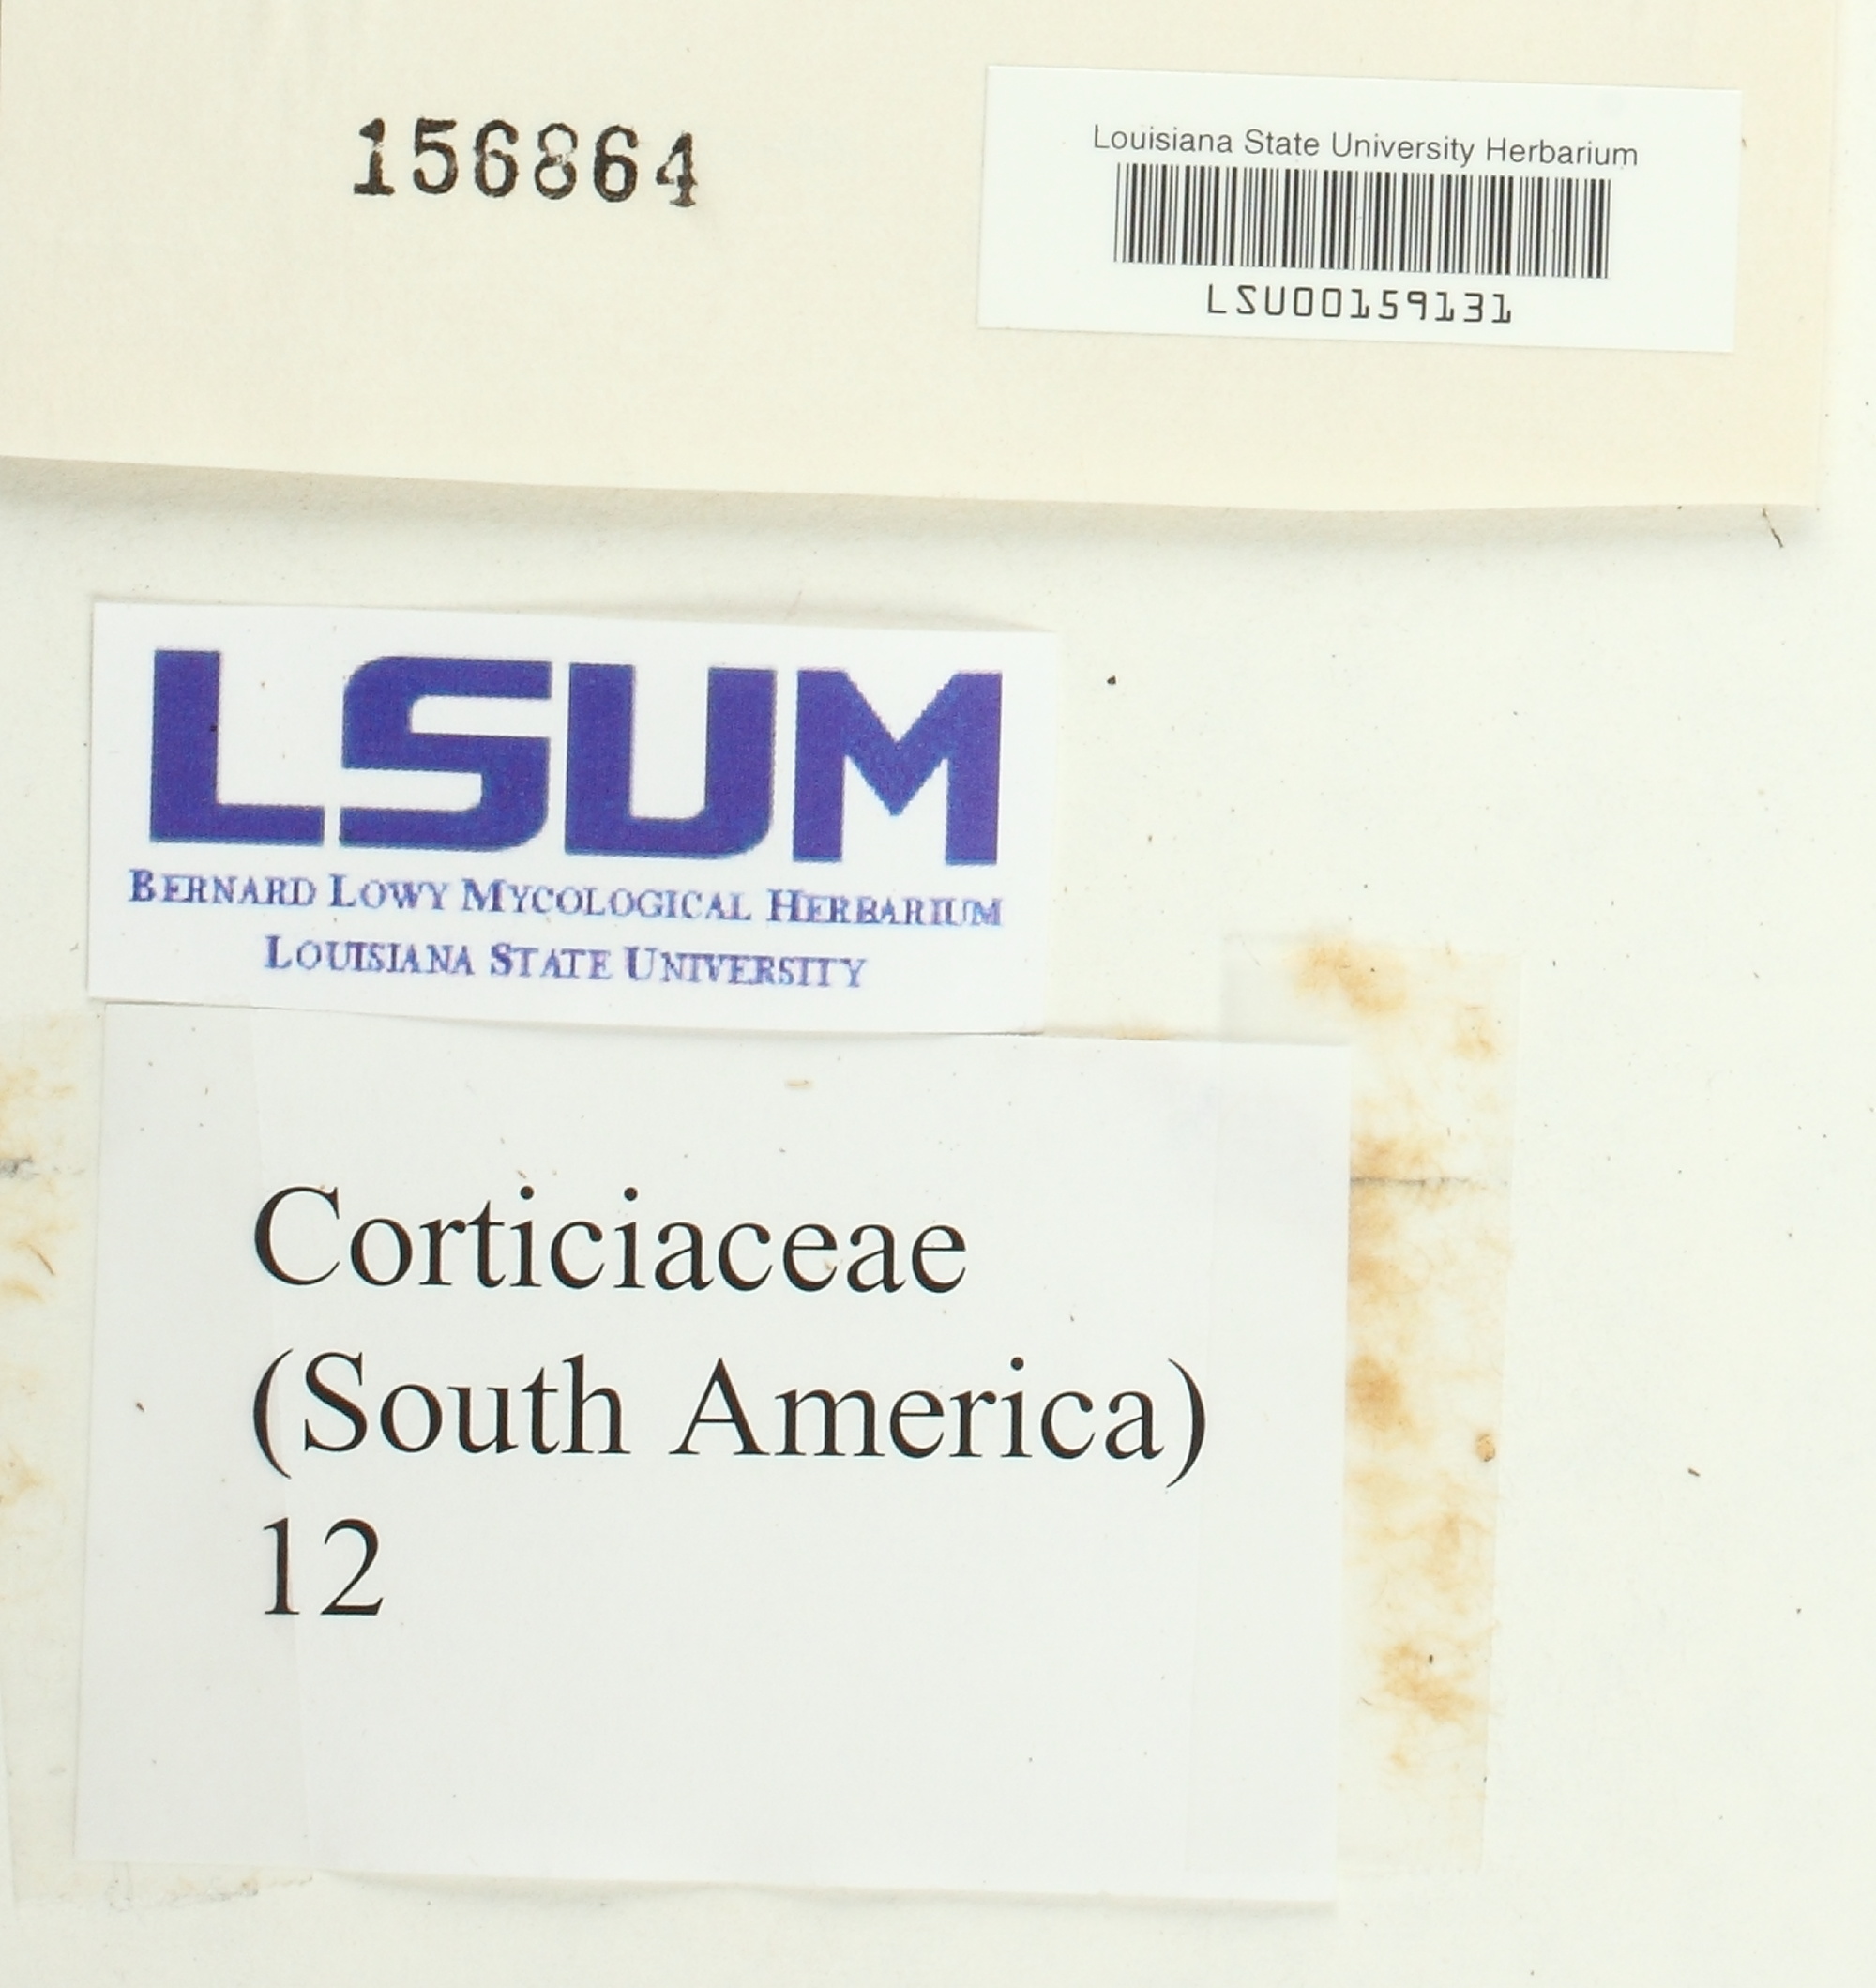 156864
Louisiana State University Herbarium
LSU00159131
LSUM
BERNARD LOWY MYCOLOGICAL HERBARIUM
LOUISIANA STATE UNIVERSITY
Corticiaceae
(South America)
12